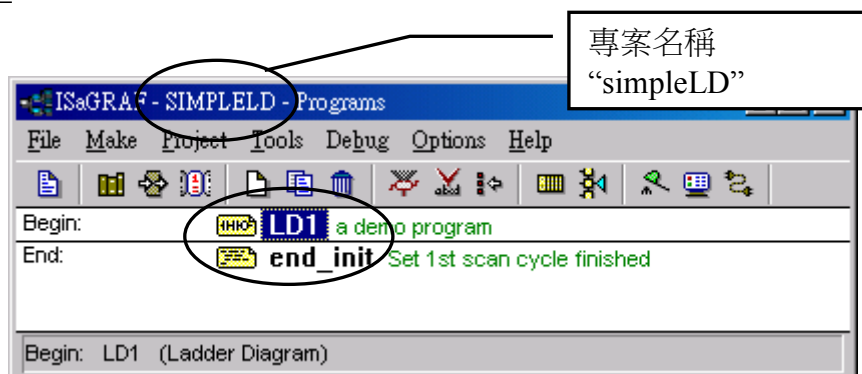 專案名稱
“simpleLD”
ISaGRAF - SIMPLELD - Programs
File Make Project Tools Debug Options Help
Begin: LD1 a demo program
End: end_init Set 1st scan cycle finished
Begin: LD1 (Ladder Diagram)